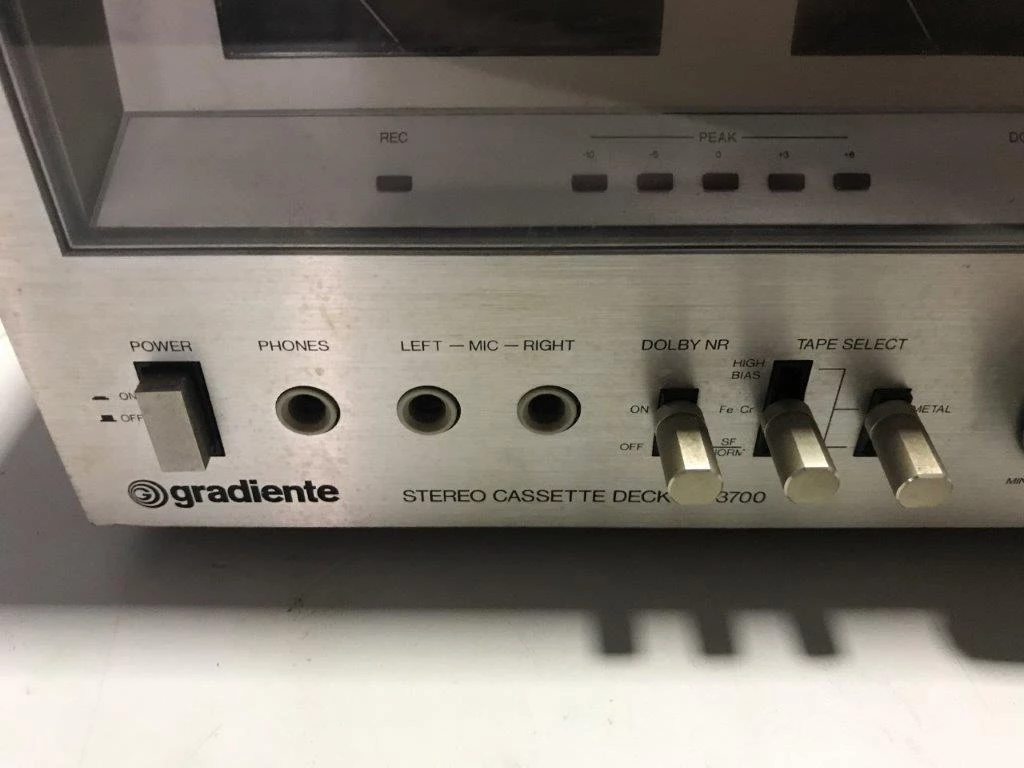 REC
PEAK
-10 -5 0 +3 +6
POWER
PHONES
LEFT — MIC — RIGHT
DOLBY NR
TAPE SELECT
HIGH
BIAS
ON
OFF
ON
OFF
Fe-Cr
METAL
gradiente
STEREO CASSETTE DECK 3700